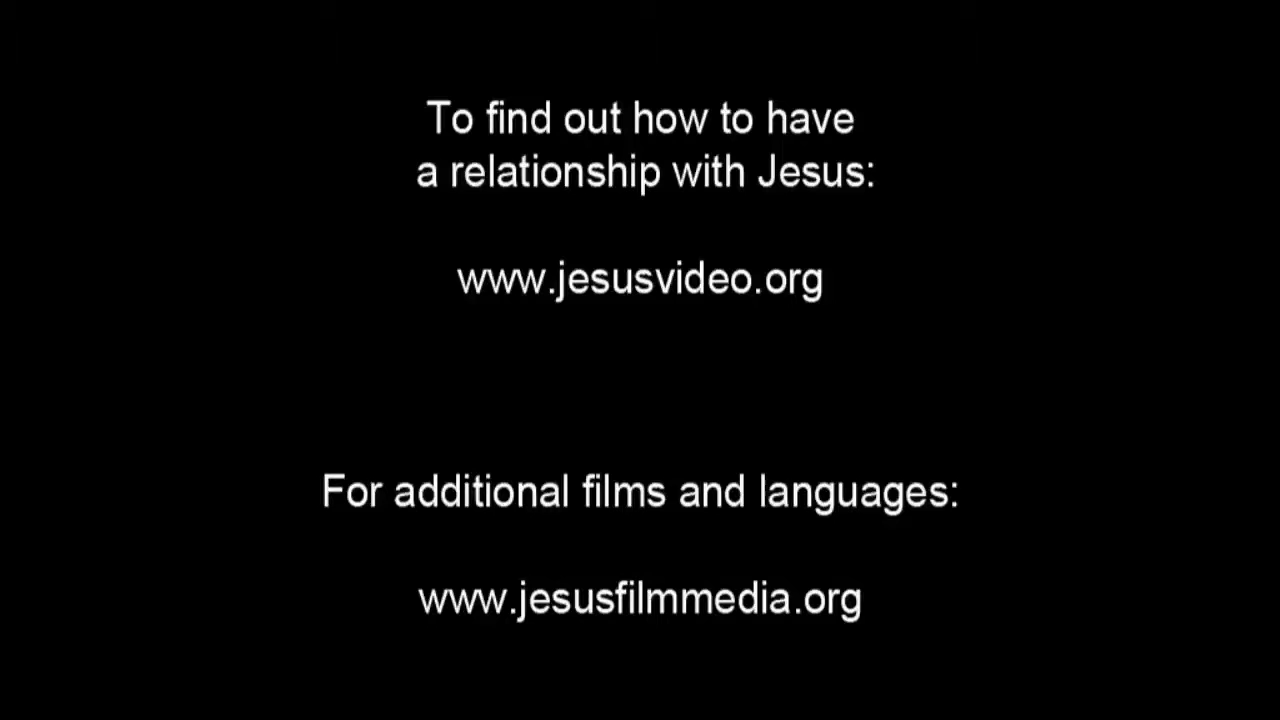 To find out how to have
a relationship with Jesus:
www.jesusvideo.org
For additional films and languages:
www.jesusfilmmedia.org